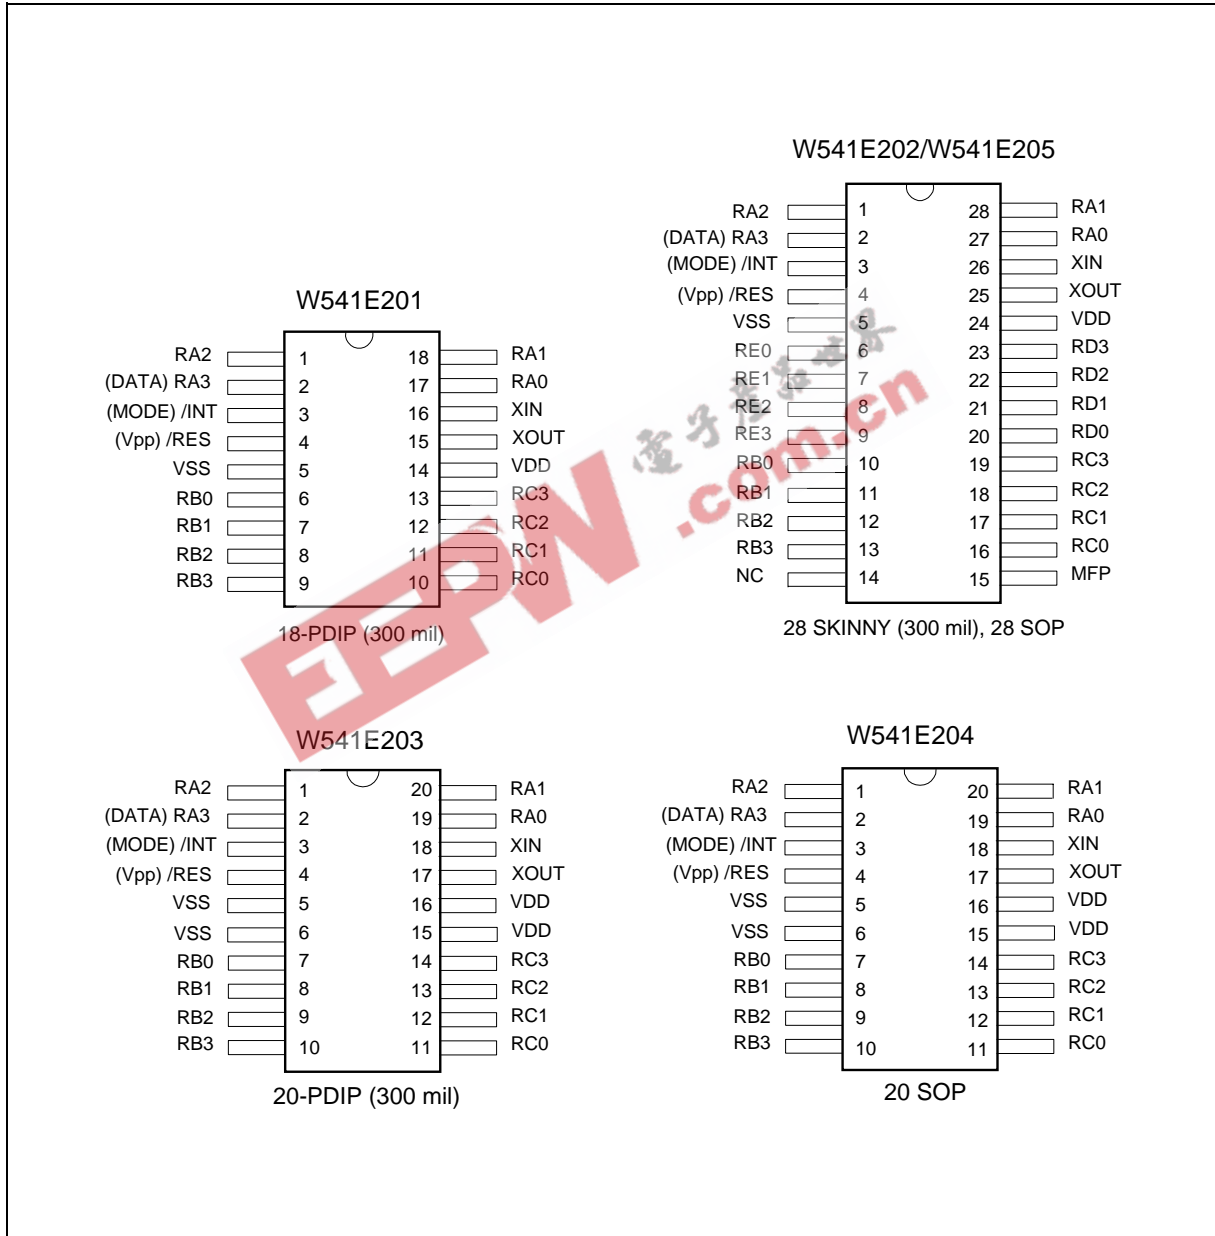 W541E202/W541E205
RA2 1 28 RA1
(DATA) RA3 2 27 RA0
(MODE) /INT 3 26 XIN
(Vpp) /RES 4 25 XOUT
VSS 5 24 VDD
RE0 6 23 RD3
RE1 7 22 RD2
RE2 8 21 RD1
RE3 9 20 RD0
RB0 10 19 RC3
RB1 11 18 RC2
RB2 12 17 RC1
RB3 13 16 RC0
NC 14 15 MFP
28 SKINNY (300 mil), 28 SOP
W541E201
RA2 1 18 RA1
(DATA) RA3 2 17 RA0
(MODE) /INT 3 16 XIN
(Vpp) /RES 4 15 XOUT
VSS 5 14 VDD
RB0 6 13 RC3
RB1 7 12 RC2
RB2 8 11 RC1
RB3 9 10 RC0
18-PDIP (300 mil)
EEPW .com.cn
電子產品世界
W541E203
RA2 1 20 RA1
(DATA) RA3 2 19 RA0
(MODE) /INT 3 18 XIN
(Vpp) /RES 4 17 XOUT
VSS 5 16 VDD
VSS 6 15 VDD
RB0 7 14 RC3
RB1 8 13 RC2
RB2 9 12 RC1
RB3 10 11 RC0
20-PDIP (300 mil)
W541E204
RA2 1 20 RA1
(DATA) RA3 2 19 RA0
(MODE) /INT 3 18 XIN
(Vpp) /RES 4 17 XOUT
VSS 5 16 VDD
VSS 6 15 VDD
RB0 7 14 RC3
RB1 8 13 RC2
RB2 9 12 RC1
RB3 10 11 RC0
20 SOP